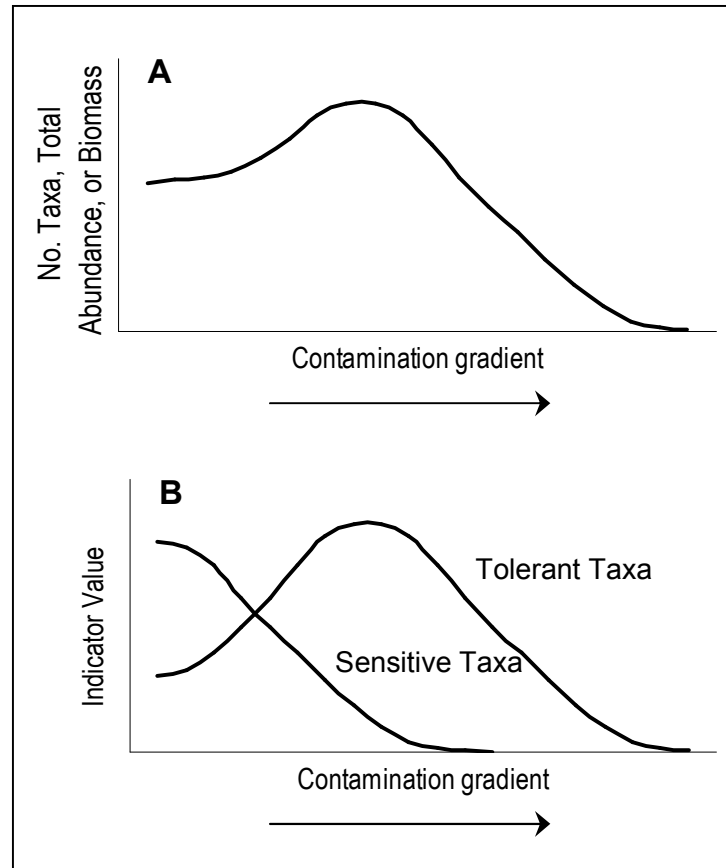 A
No. Taxa, Total
Abundance, or Biomass
Contamination gradient
B
Indicator Value
Tolerant Taxa
Sensitive Taxa
Contamination gradient